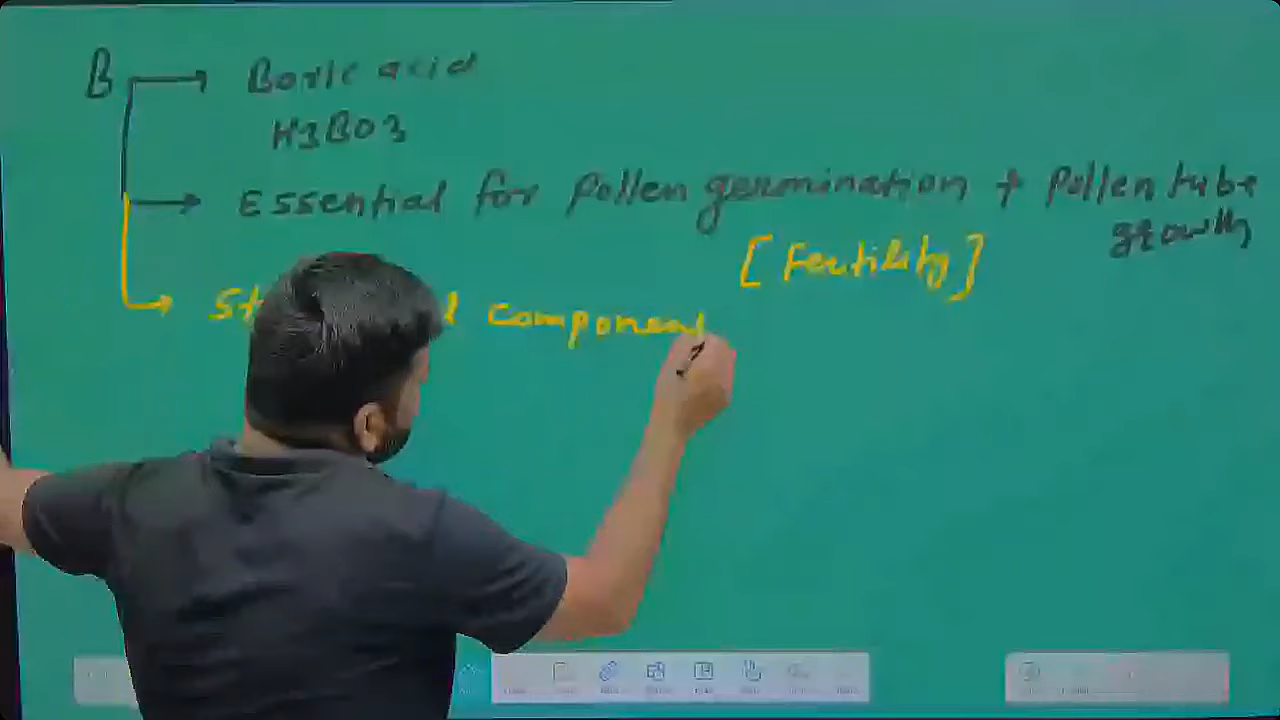 B → Boric acid
H3BO3
→ Essential for pollen germination + pollen tube
growth
[Fertility]
→ component